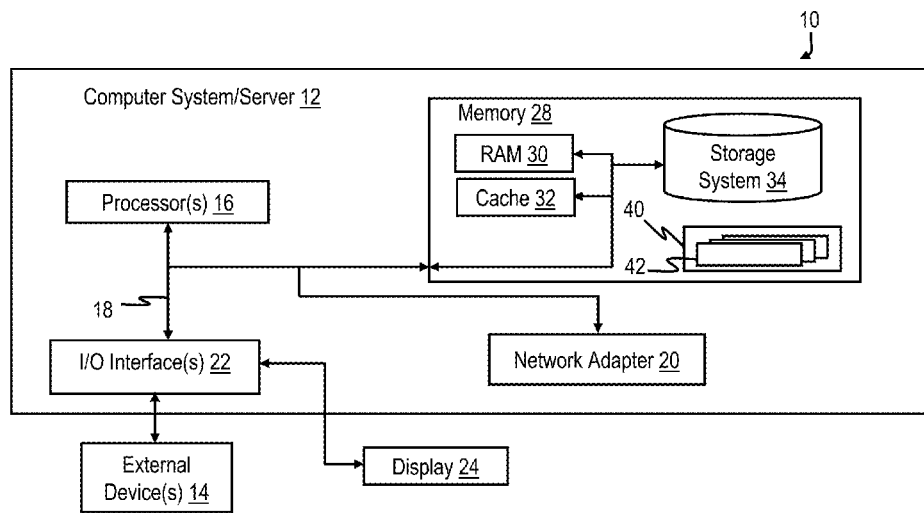 10
Computer System/Server 12
Memory 28
RAM 30
Cache 32
Storage
System 34
40
42
Processor(s) 16
18
I/O Interface(s) 22
Network Adapter 20
External
Device(s) 14
Display 24